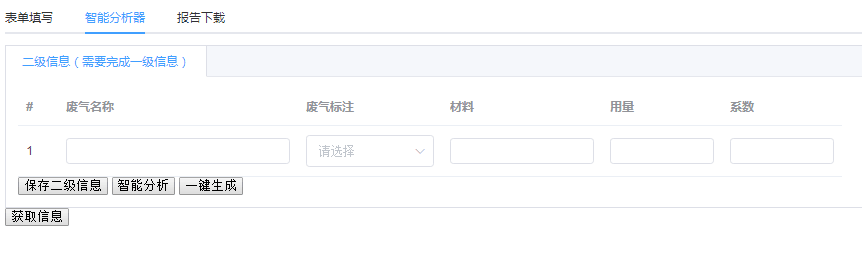 表单填写 智能分析器 报告下载
二级信息（需要完成一级信息）
# 废气名称 废气标注 材料 用量 系数
1 请选择
保存二级信息 智能分析 一键生成
获取信息